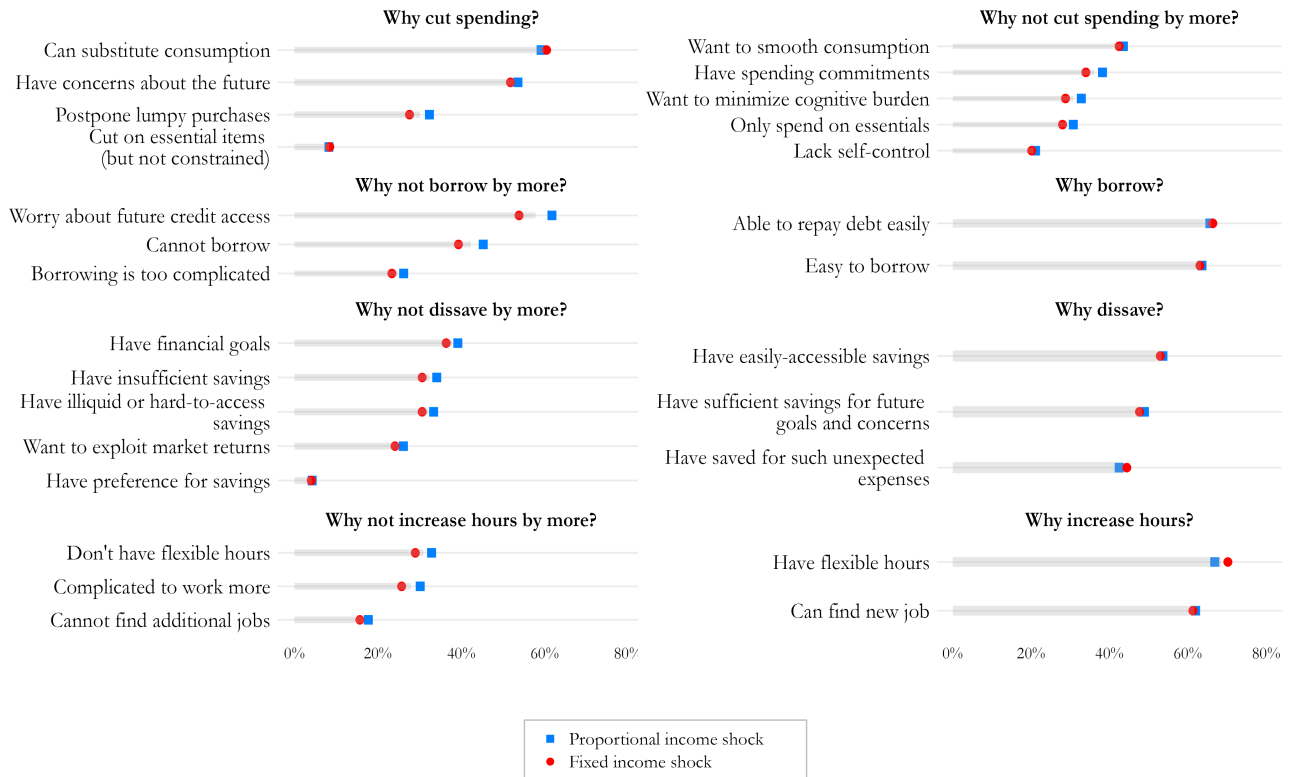 Why cut spending?
Can substitute consumption
Have concerns about the future
Postpone lumpy purchases
Cut on essential items
(but not constrained)
Why not borrow by more?
Worry about future credit access
Cannot borrow
Borrowing is too complicated
Why not dissave by more?
Have financial goals
Have insufficient savings
Have illiquid or hard-to-access
savings
Want to exploit market returns
Have preference for savings
Why not increase hours by more?
Don't have flexible hours
Complicated to work more
Cannot find additional jobs
0% 20% 40% 60% 80%
Why not cut spending by more?
Want to smooth consumption
Have spending commitments
Want to minimize cognitive burden
Only spend on essentials
Lack self-control
Why borrow?
Able to repay debt easily
Easy to borrow
Why dissave?
Have easily-accessible savings
Have sufficient savings for future
goals and concerns
Have saved for such unexpected
expenses
Why increase hours?
Have flexible hours
Can find new job
0% 20% 40% 60% 80%
Proportional income shock
Fixed income shock